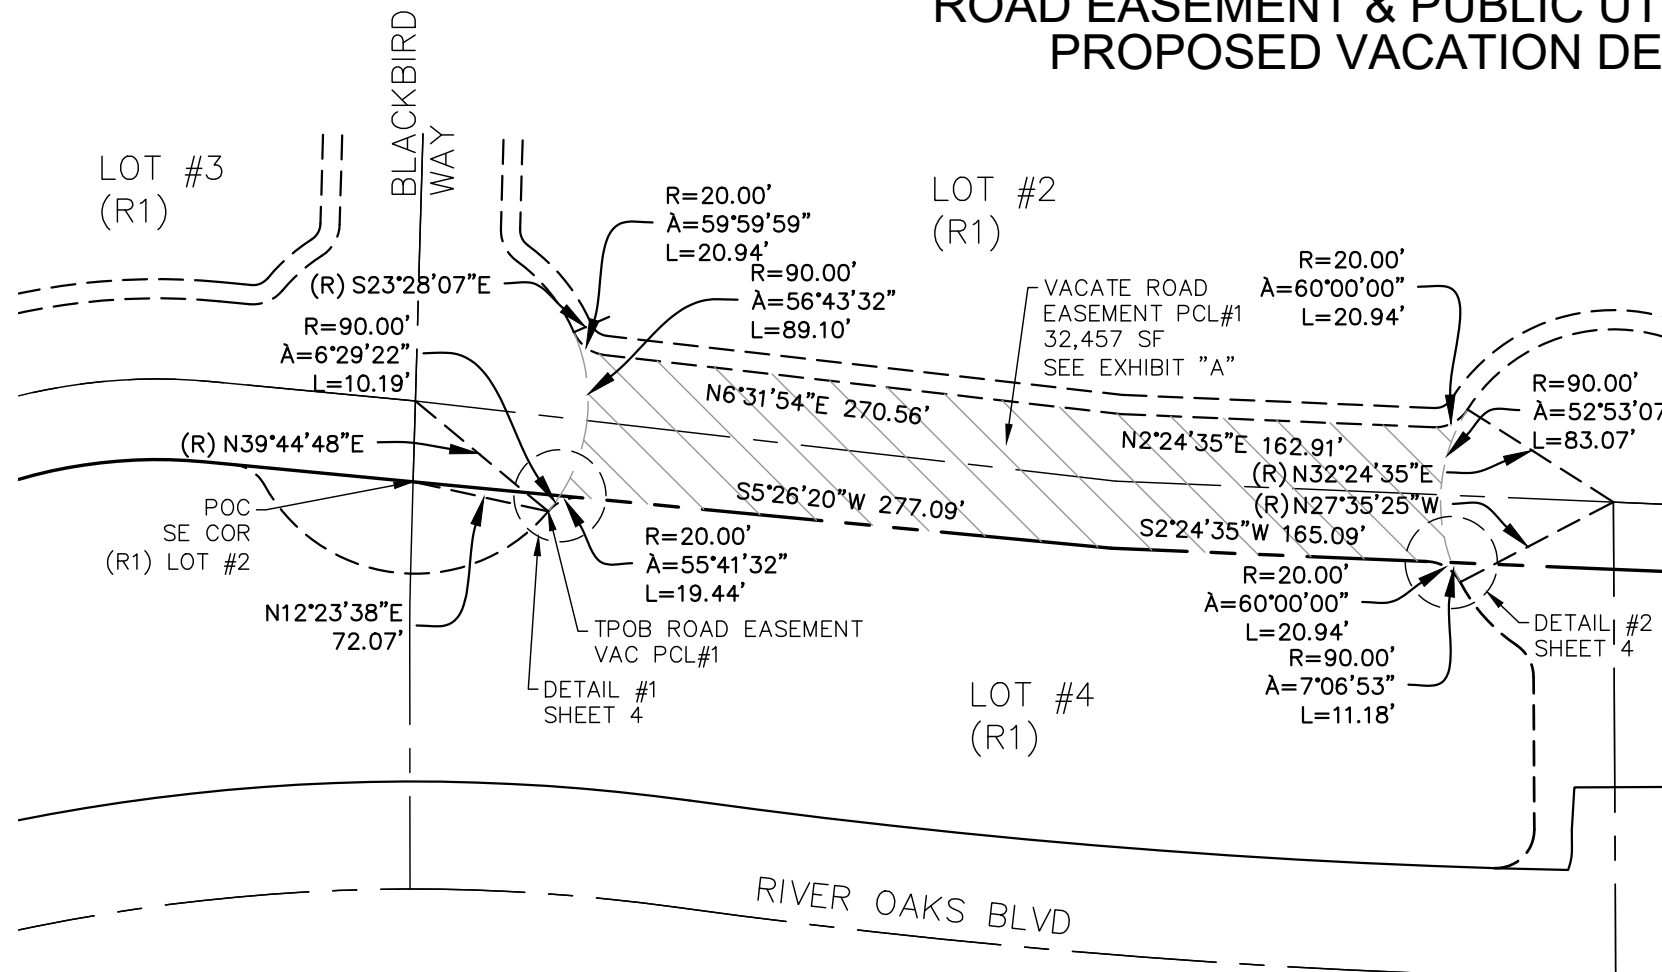 ROAD EASEMENT & PUBLIC UT
PROPOSED VACATION DE
BLACKBIRD
WAY
LOT #3
(R1)
LOT #2
(R1)
R=20.00'
À=59°59'59"
L=20.94'
R=90.00'
À=56°43'32"
L=89.10'
(R) S23°28'07"E
R=90.00'
À=6°29'22"
L=10.19'
VACATE ROAD
EASEMENT PCL#1
32,457 SF
SEE EXHIBIT "A"
R=20.00'
À=60°00'00"
L=20.94'
R=90.00'
À=52°53'07
L=83.07'
N6°31'54"E 270.56'
N2°24'35"E 162.91'
(R) N39°44'48"E
(R)N32°24'35"E
(R)N27°35'25"W
S5°26'20"W 277.09'
S2°24'35"W 165.09'
POC
SE COR
(R1) LOT #2
R=20.00'
À=55°41'32"
L=19.44'
R=20.00'
À=60°00'00"
L=20.94'
R=90.00'
À=7°06'53"
L=11.18'
N12°23'38"E
72.07'
TPOB ROAD EASEMENT
VAC PCL#1
DETAIL #2
SHEET 4
DETAIL #1
SHEET 4
LOT #4
(R1)
RIVER OAKS BLVD